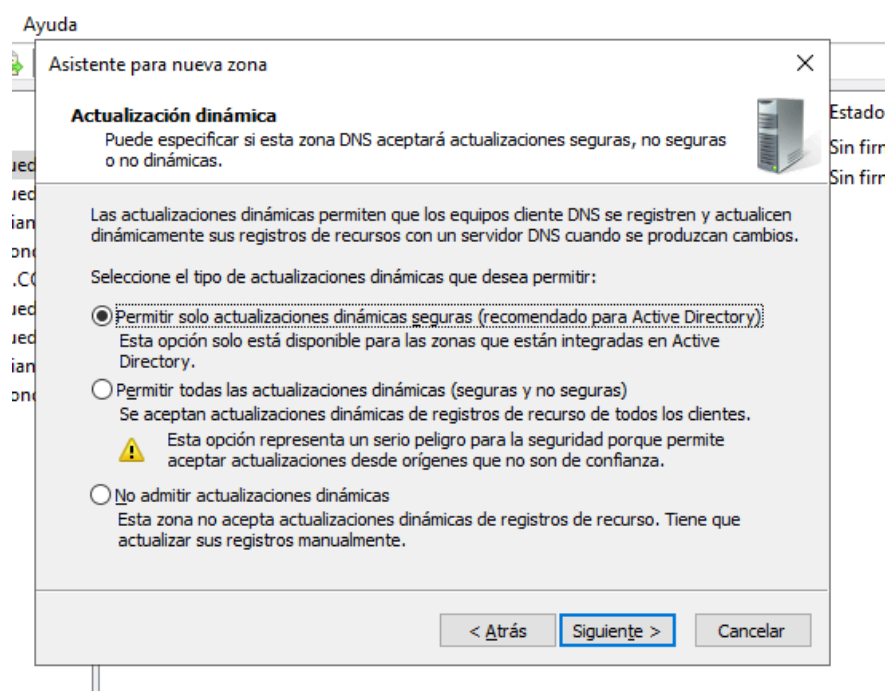 Ayuda
Asistente para nueva zona
Actualización dinámica
Puede especificar si esta zona DNS aceptará actualizaciones seguras, no seguras
o no dinámicas.
Estado
Las actualizaciones dinámicas permiten que los equipos cliente DNS se registren y actualicen
dinámicamente sus registros de recursos con un servidor DNS cuando se produzcan cambios.
Seleccione el tipo de actualizaciones dinámicas que desea permitir:
Permitir solo actualizaciones dinámicas seguras (recomendado para Active Directory)
Esta opción solo está disponible para las zonas que están integradas en Active
Directory.
Permitir todas las actualizaciones dinámicas (seguras y no seguras)
Se aceptan actualizaciones dinámicas de registros de recurso de todos los clientes.
Esta opción representa un serio peligro para la seguridad porque permite
aceptar actualizaciones desde orígenes que no son de confianza.
No admitir actualizaciones dinámicas
Esta zona no acepta actualizaciones dinámicas de registros de recurso. Tiene que
actualizar sus registros manualmente.
< Atrás
Siguiente >
Cancelar